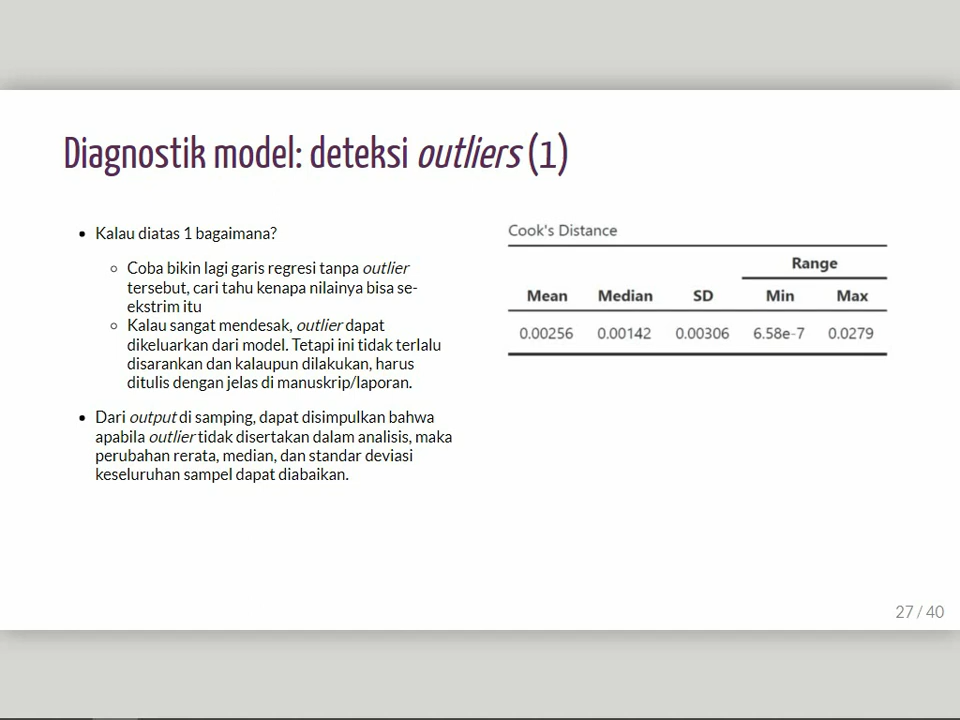 Diagnostik model: deteksi outliers (1)
Kalau diatas 1 bagaimana?
Coba bikin lagi garis regresi tanpa outlier
tersebut, cari tahu kenapa nilainya bisa se-
ekstrim itu
Kalau sangat mendesak, outlier dapat
dikeluarkan dari model. Tetapi ini tidak terlalu
disarankan dan kalaupun dilakukan, harus
ditulis dengan jelas di manuskrip/laporan.
Dari output di samping, dapat disimpulkan bahwa
apabila outlier tidak disertakan dalam analisis, maka
perubahan rerata, median, dan standar deviasi
keseluruhan sampel dapat diabaikan.
Cook's Distance
Range
Mean Median SD Min Max
0.00256 0.00142 0.00306 6.58e-7 0.0279
27 / 40